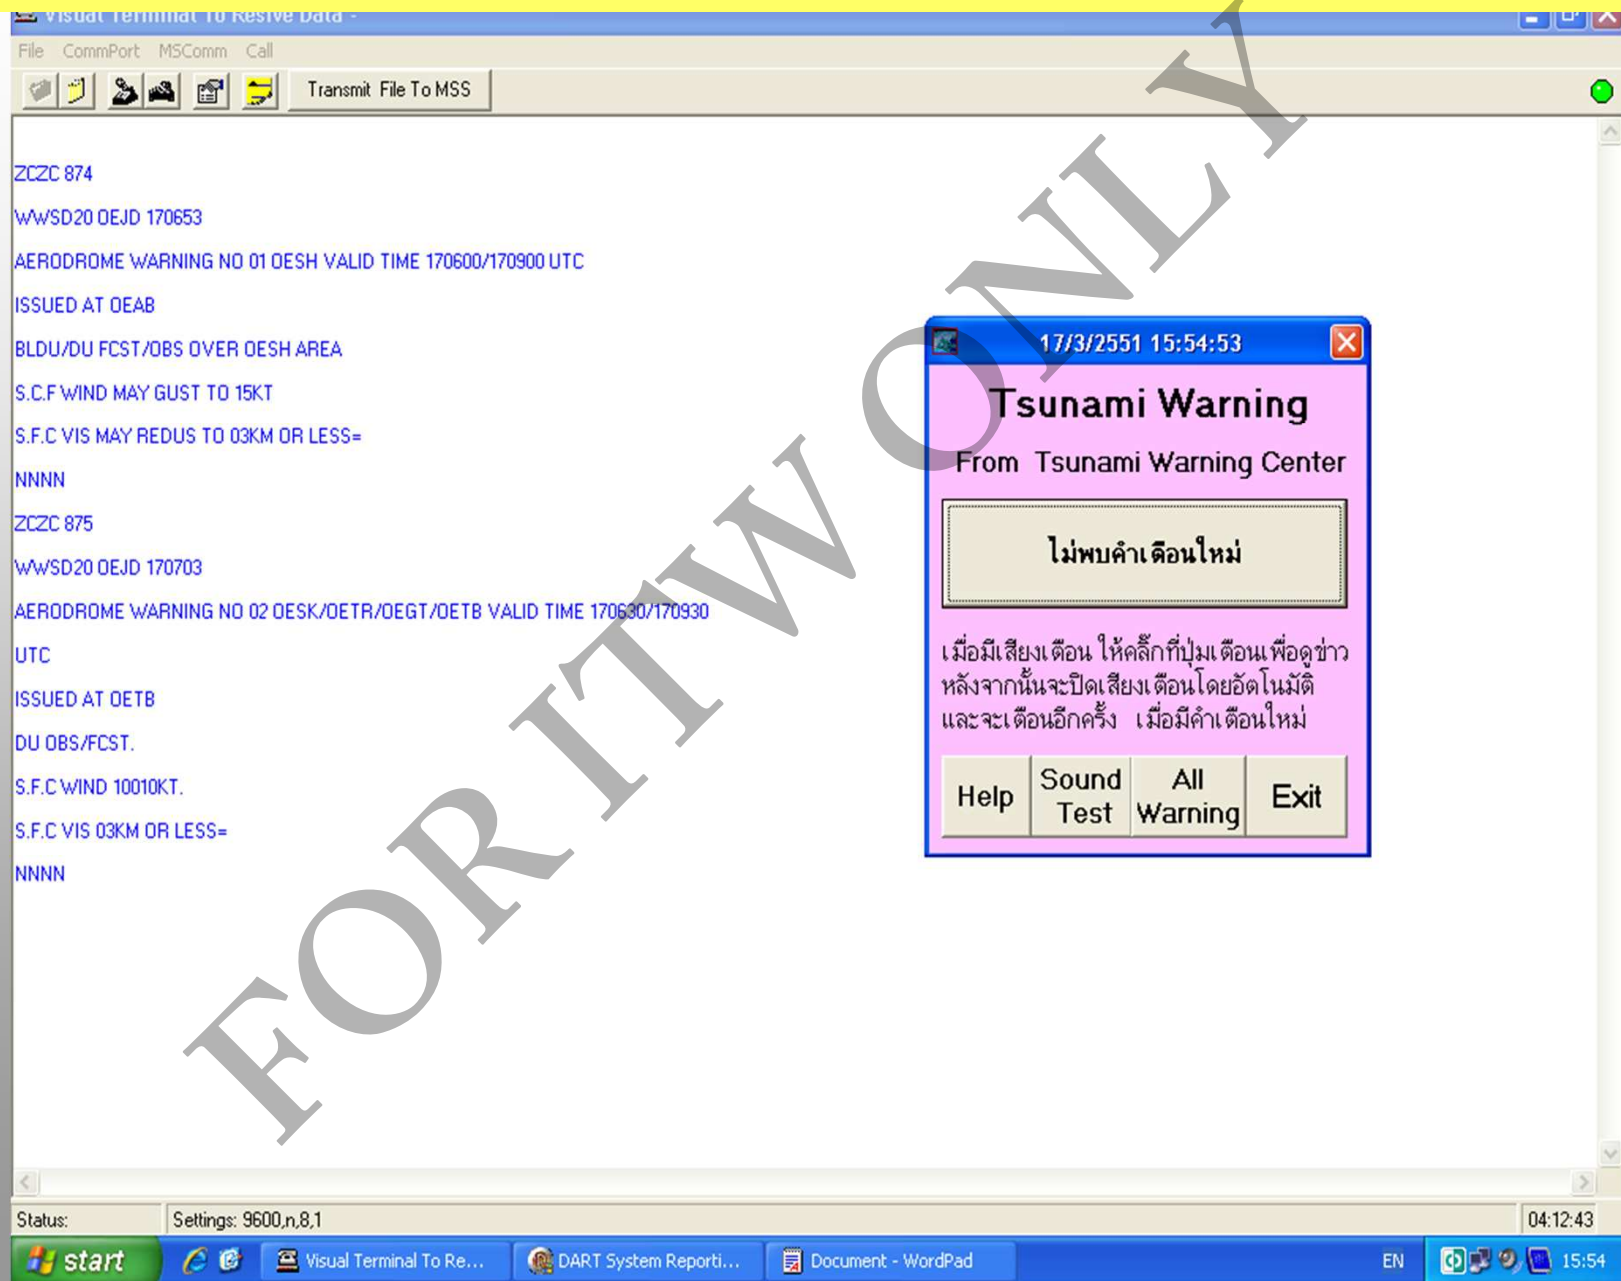 Visual Terminal To Resive Data -
File CommPort MSComm Call
Transmit File To MSS
ZCZC 874
WWSD20 OEJD 170653
AERODROME WARNING NO 01 OESH VALID TIME 170600/170900 UTC
ISSUED AT OEAB
BLDU/DU FCST/OBS OVER OESH AREA
S.C.F WIND MAY GUST TO 15KT
S.F.C VIS MAY REDUS TO 03KM OR LESS=
NNNN
ZCZC 875
WWSD20 OEJD 170703
AERODROME WARNING NO 02 OESK/OETR/OEGT/OETB VALID TIME 170630/170930
UTC
ISSUED AT OETB
DU OBS/FCST.
S.F.C WIND 10010KT.
S.F.C VIS 03KM OR LESS=
NNNN
17/3/2551 15:54:53
Tsunami Warning
From Tsunami Warning Center
ไม่พบคำเตือนใหม่
เมื่อมีเสียงเตือน ให้คลิ๊กที่ปุ่มเตือนเพื่อดูข่าว
หลังจากนั้นจะปิดเสียงเตือนโดยอัตโนมัติ
และจะเตือนอีกครั้ง เมื่อมีคำเตือนใหม่
Help Sound Test All Warning Exit
FOR ITW ONLY
Status: Settings: 9600,n,8,1 04:12:43
start Visual Terminal To Re... DART System Reporti... Document - WordPad EN 15:54